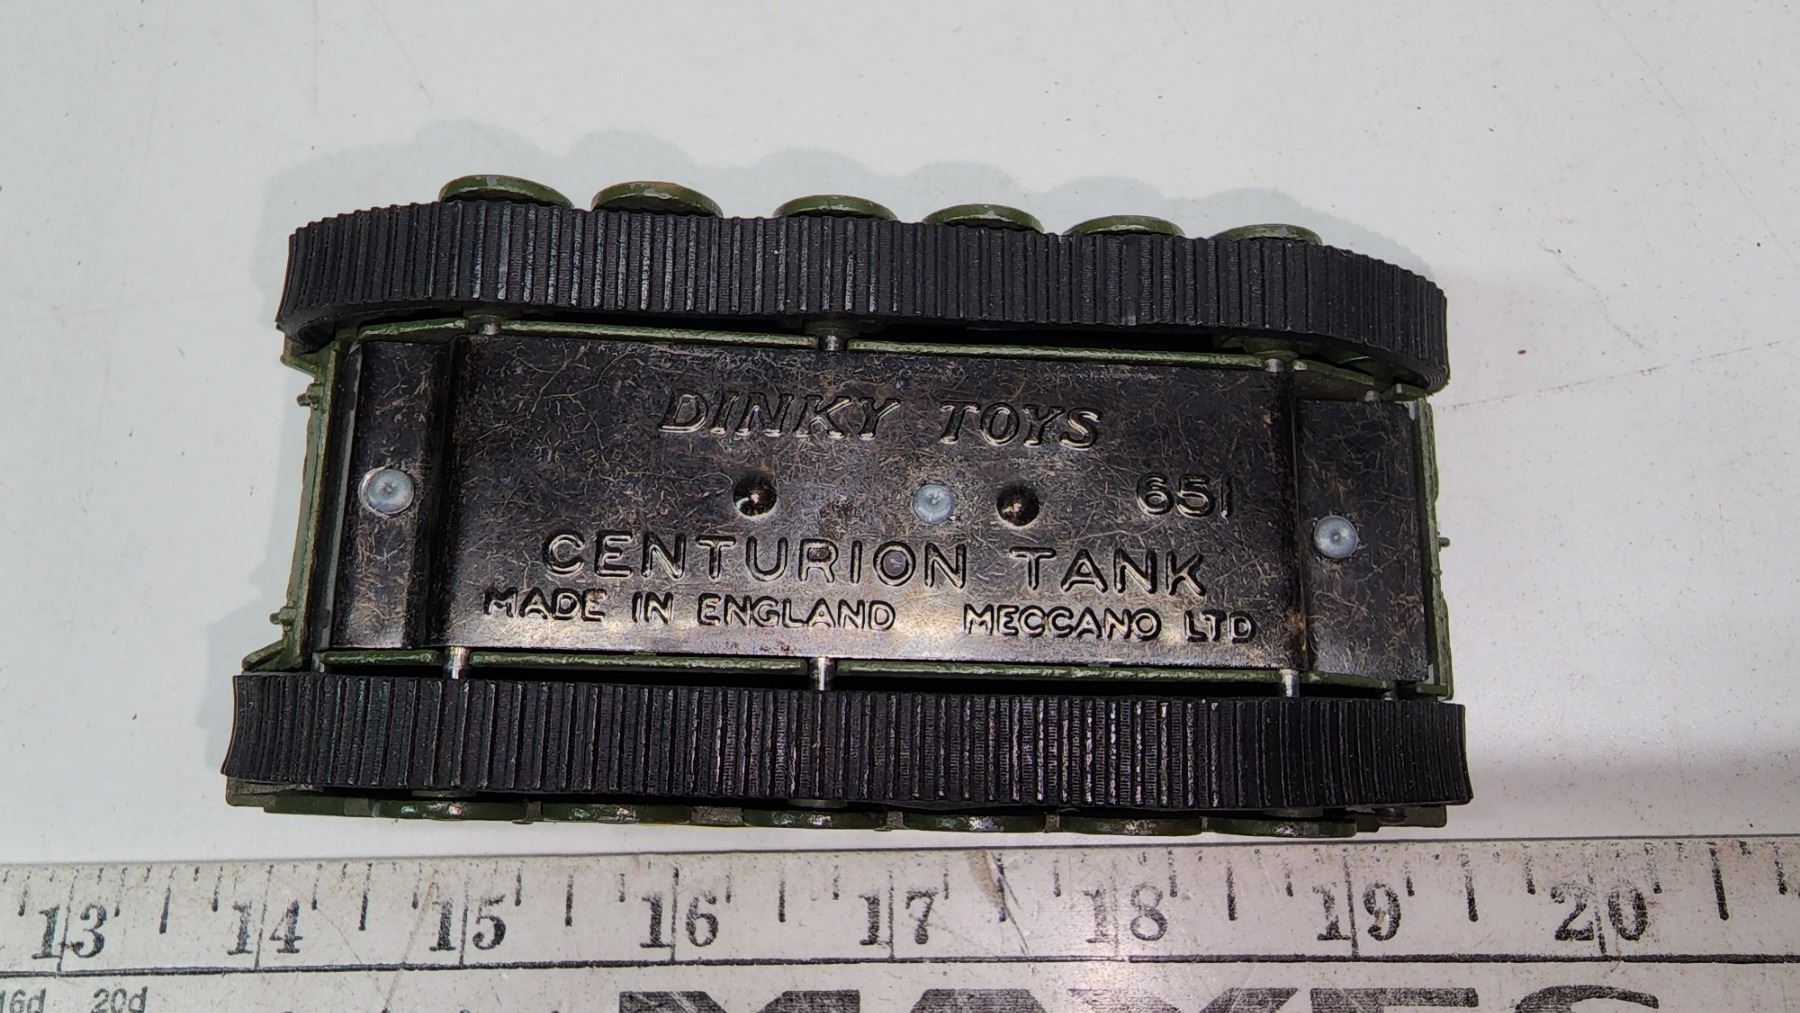 DINKY TOYS
651
CENTURION TANK
MADE IN ENGLAND MECCANO LTD
13 14 15 16 17 18 19 20
16d 20d